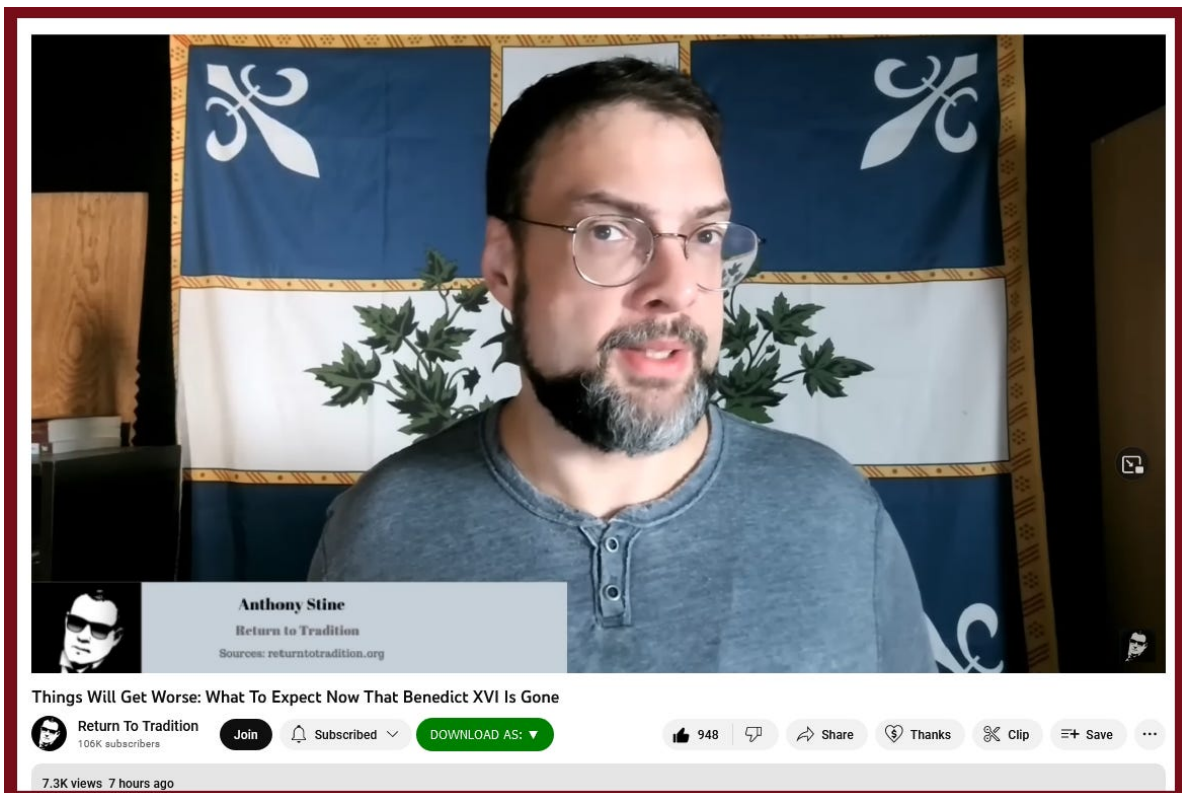 Anthony Stine
Return to Tradition
Sources: returntotradition.org
Things Will Get Worse: What To Expect Now That Benedict XVI Is Gone
Return To Tradition
106K subscribers
Join
Subscribed
DOWNLOAD AS: ▼
948
Share
Thanks
Clip
Save
7.3K views 7 hours ago